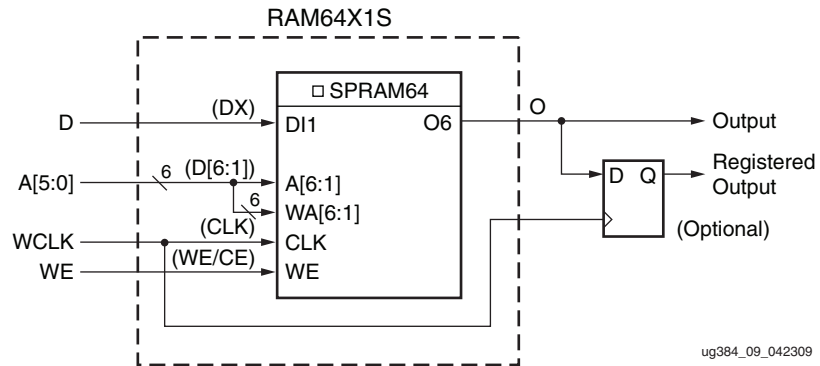 RAM64X1S
□ SPRAM64
D
(DX)
DI1
O6
O
Output
A[5:0]
6
(D[6:1])
A[6:1]
6
WA[6:1]
D Q
Registered
Output
WCLK
(CLK)
CLK
(Optional)
WE
(WE/CE)
WE
ug384_09_042309